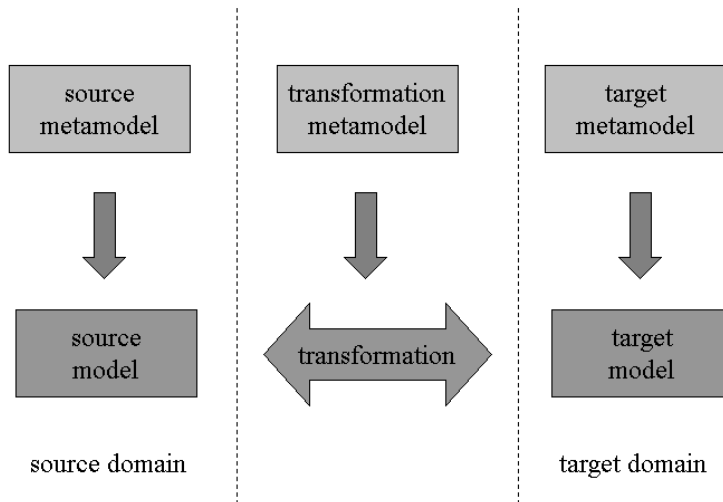 source
metamodel
transformation
metamodel
target
metamodel
source
model
transformation
target
model
source domain
target domain